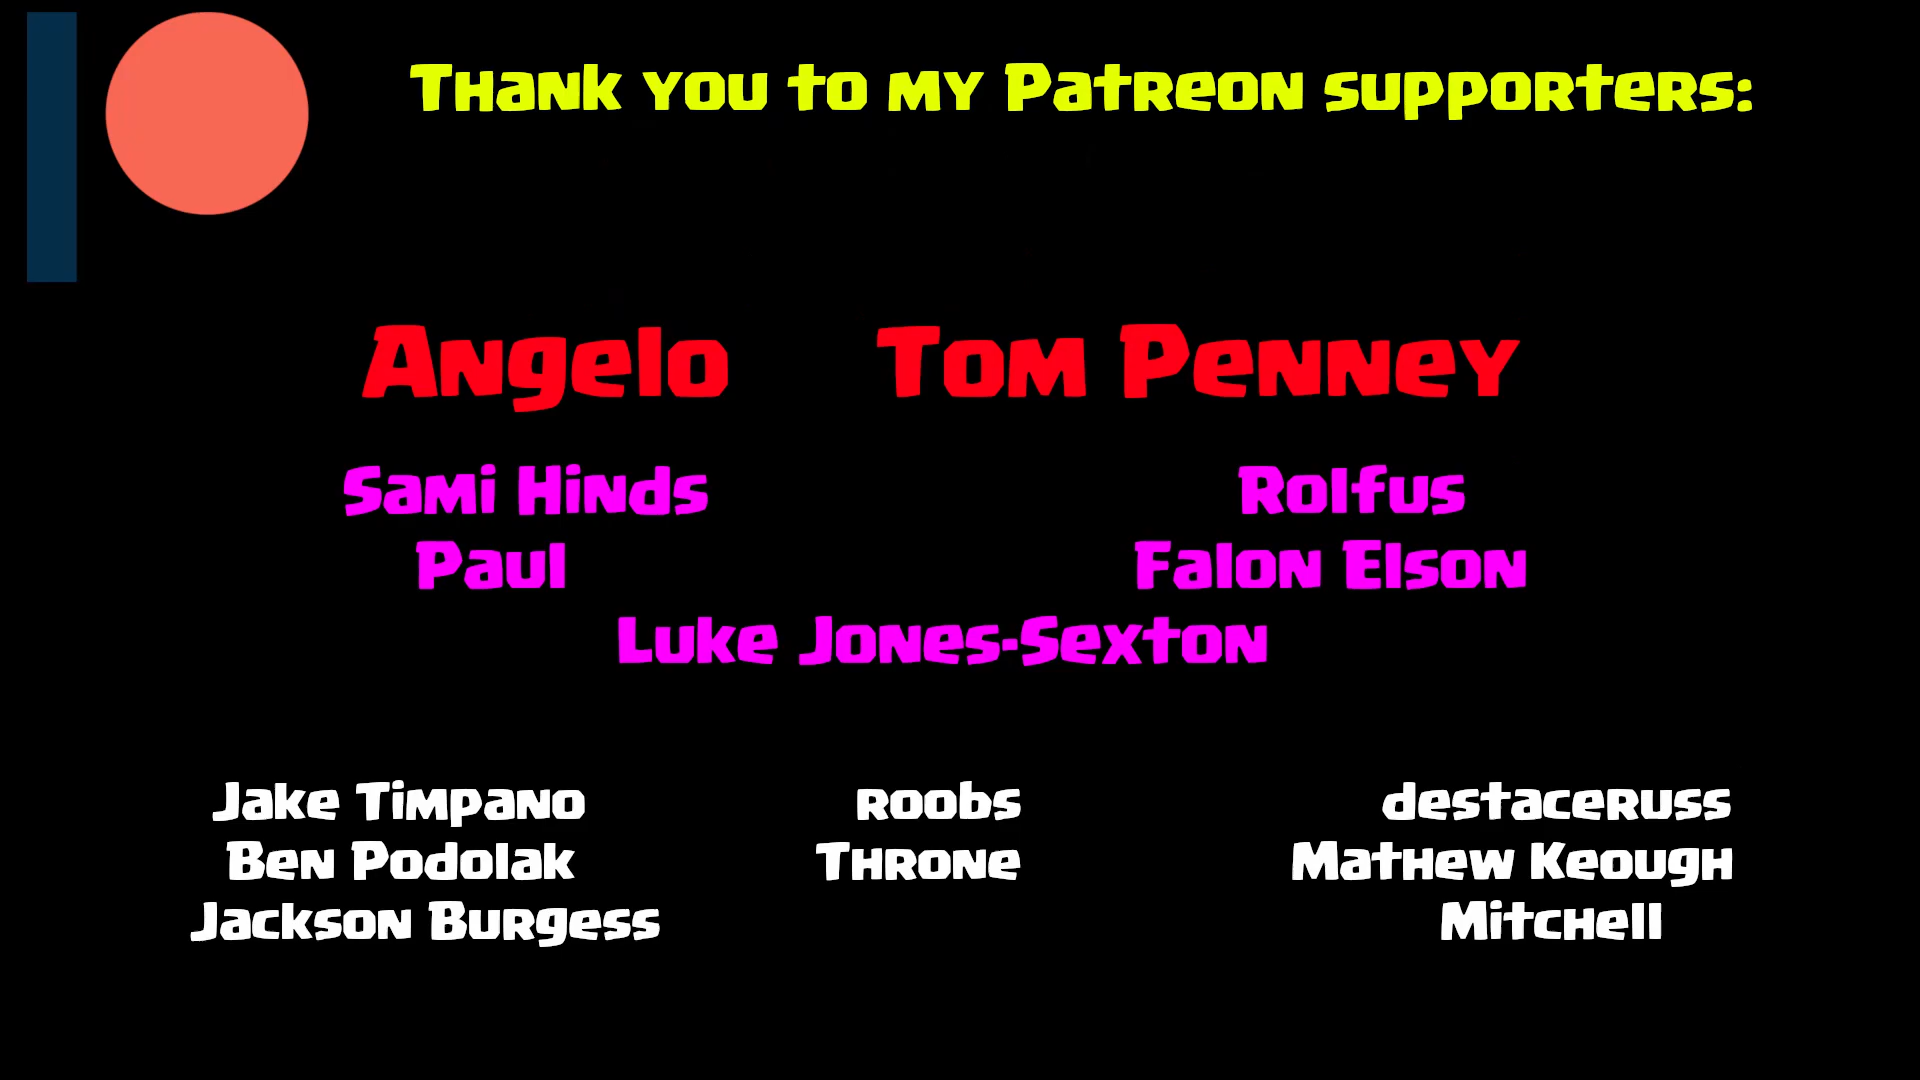 Thank you to my Patreon supporters:
Angelo Tom Penney
Sami Hinds Rolfus
Paul Falon Elson
Luke Jones-Sexton
Jake Timpano roobs destaceruss
Ben Podolak Throne Mathew Keough
Jackson Burgess Mitchell